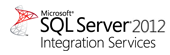 Microsoft®
SQL Server® 2012
Integration Services